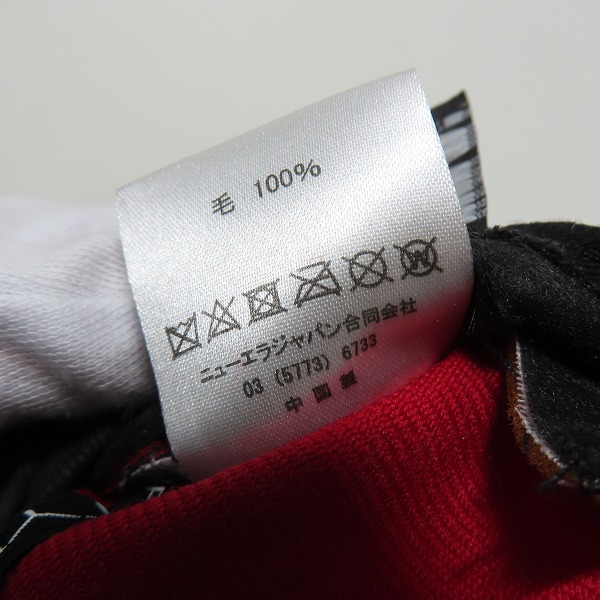 毛 100%
ニューエラジャパン合同会社
03 (5773) 6733
中国製